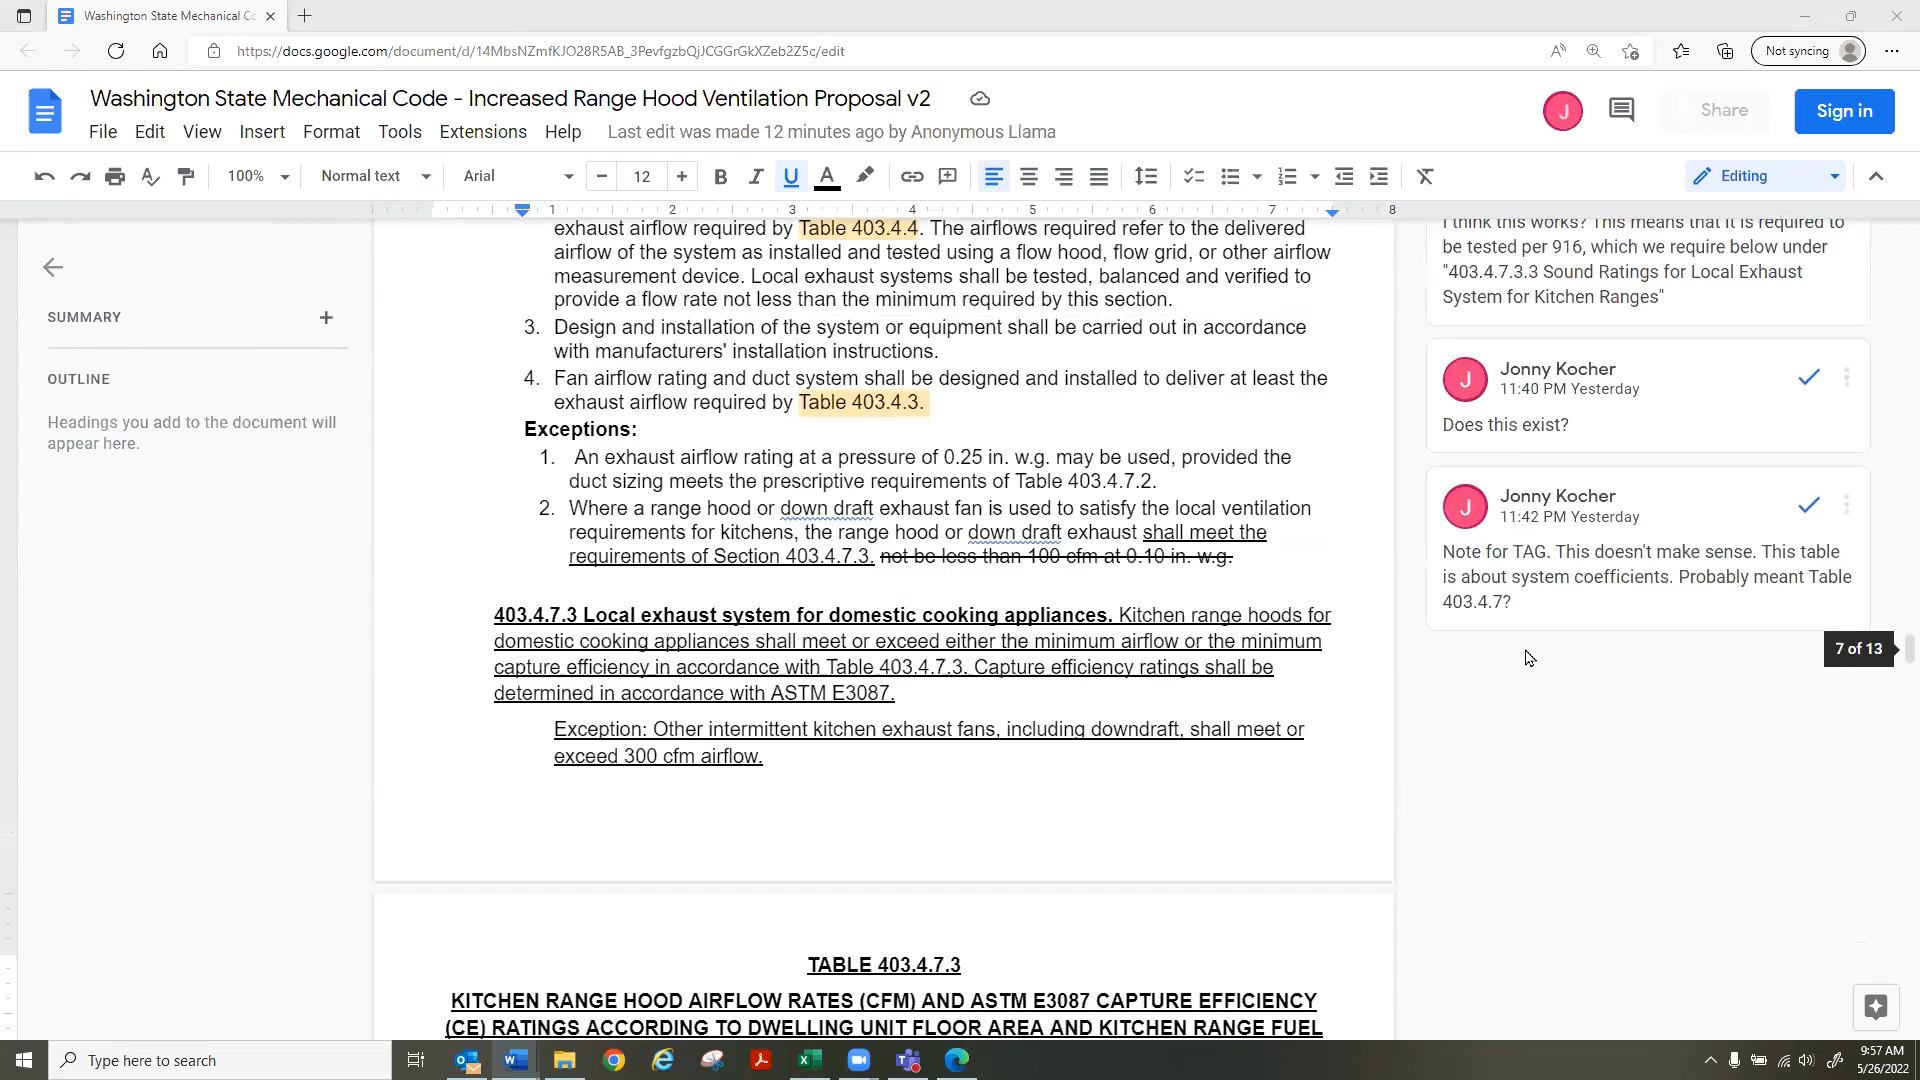 Washington State Mechanical Co
https://docs.google.com/document/d/14MbsNZmfKJO28R5AB_3PevfgzbQjJCGGrGkXZeb2Z5c/edit
Not syncing
Washington State Mechanical Code - Increased Range Hood Ventilation Proposal v2
J
Share
Sign in
File Edit View Insert Format Tools Extensions Help Last edit was made 12 minutes ago by Anonymous Llama
100% Normal text Arial 12 B I U A Editing
1 2 3 4 5 6 7 8
SUMMARY
OUTLINE
Headings you add to the document will
appear here.
exhaust airflow required by Table 403.4.4. The airflows required refer to the delivered
airflow of the system as installed and tested using a flow hood, flow grid, or other airflow
measurement device. Local exhaust systems shall be tested, balanced and verified to
provide a flow rate not less than the minimum required by this section.
3. Design and installation of the system or equipment shall be carried out in accordance
with manufacturers' installation instructions.
4. Fan airflow rating and duct system shall be designed and installed to deliver at least the
exhaust airflow required by Table 403.4.3.
Exceptions:
1. An exhaust airflow rating at a pressure of 0.25 in. w.g. may be used, provided the
duct sizing meets the prescriptive requirements of Table 403.4.7.2.
2. Where a range hood or down draft exhaust fan is used to satisfy the local ventilation
requirements for kitchens, the range hood or down draft exhaust shall meet the
requirements of Section 403.4.7.3. not be less than 100 cfm at 0.10 in. w.g.
403.4.7.3 Local exhaust system for domestic cooking appliances. Kitchen range hoods for
domestic cooking appliances shall meet or exceed either the minimum airflow or the minimum
capture efficiency in accordance with Table 403.4.7.3. Capture efficiency ratings shall be
determined in accordance with ASTM E3087.
Exception: Other intermittent kitchen exhaust fans, including downdraft, shall meet or
exceed 300 cfm airflow.
TABLE 403.4.7.3
KITCHEN RANGE HOOD AIRFLOW RATES (CFM) AND ASTM E3087 CAPTURE EFFICIENCY
(CE) RATINGS ACCORDING TO DWELLING UNIT FLOOR AREA AND KITCHEN RANGE FUEL
I think this works? This means that it is required to
be tested per 916, which we require below under
"403.4.7.3.3 Sound Ratings for Local Exhaust
System for Kitchen Ranges"
J
Jonny Kocher
11:40 PM Yesterday
Does this exist?
J
Jonny Kocher
11:42 PM Yesterday
Note for TAG. This doesn't make sense. This table
is about system coefficients. Probably meant Table
403.4.7?
7 of 13
Type here to search
9:57 AM
5/26/2022